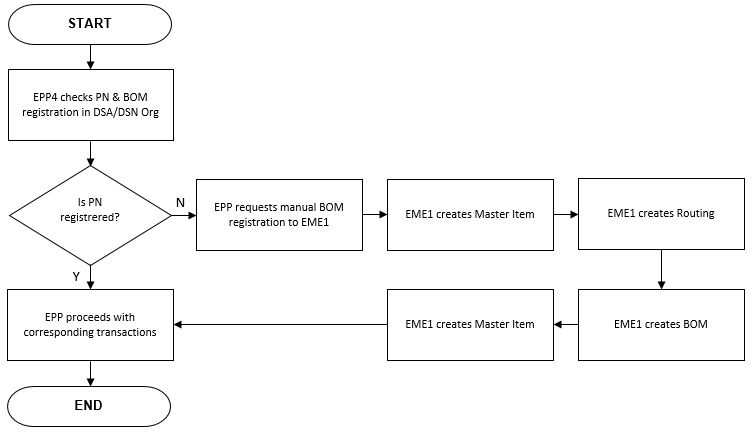 START
EPP4 checks PN & BOM
registration in DSA/DSN Org
Is PN
registrered?
N
EPP requests manual BOM
registration to EME1
EME1 creates Master Item
EME1 creates Routing
Y
EPP proceeds with
corresponding transactions
EME1 creates Master Item
EME1 creates BOM
END